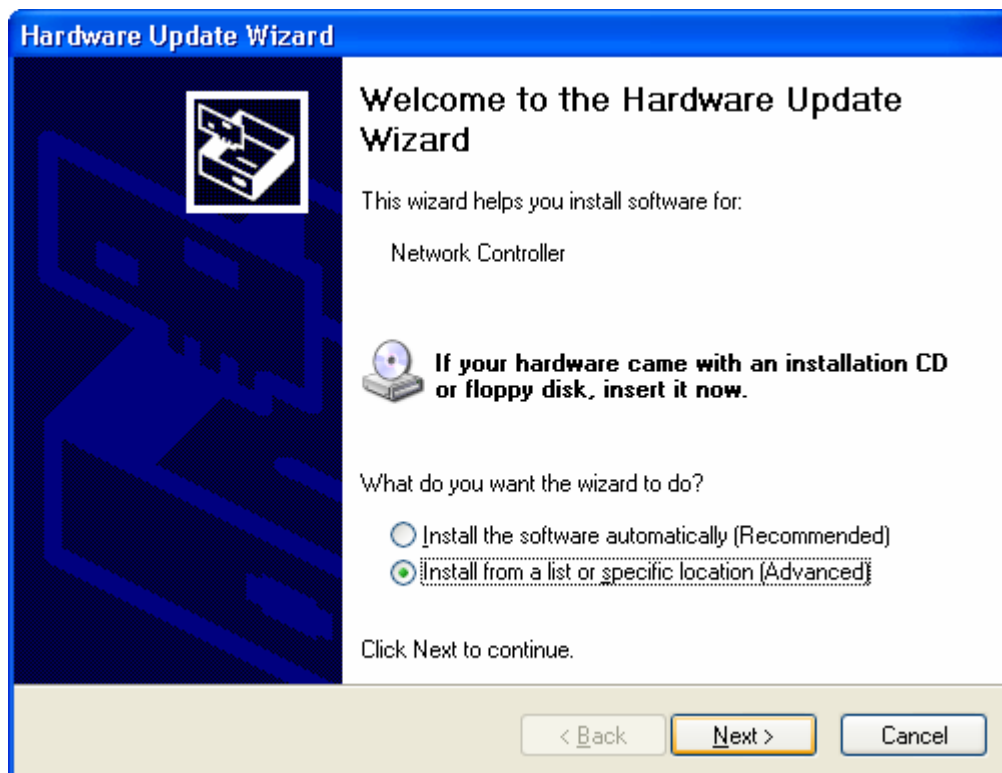 Hardware Update Wizard
Welcome to the Hardware Update
Wizard
This wizard helps you install software for:
Network Controller
If your hardware came with an installation CD
or floppy disk, insert it now.
What do you want the wizard to do?
Install the software automatically (Recommended)
Install from a list or specific location (Advanced)
Click Next to continue.
< Back Next > Cancel